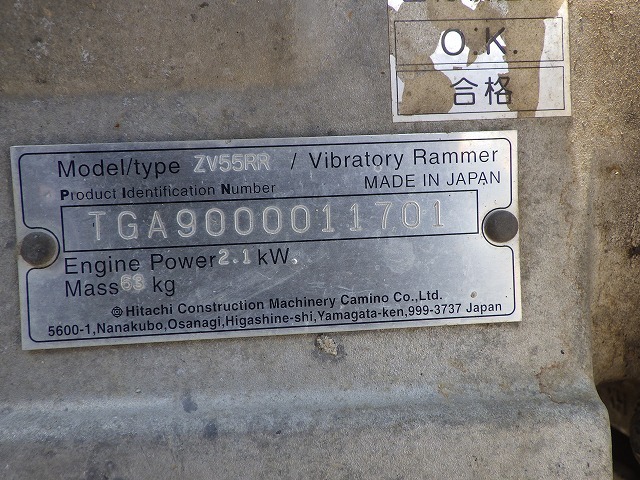 O.K.
合格
Model/type ZV55RR / Vibratory Rammer
Product Identification Number MADE IN JAPAN
TGA9000011701
Engine Power 2.1 kW.
Mass kg
© Hitachi Construction Machinery Camino Co., Ltd.
5600-1, Nanakubo, Osanagi, Higashine-shi, Yamagata-ken, 999-3737 Japan